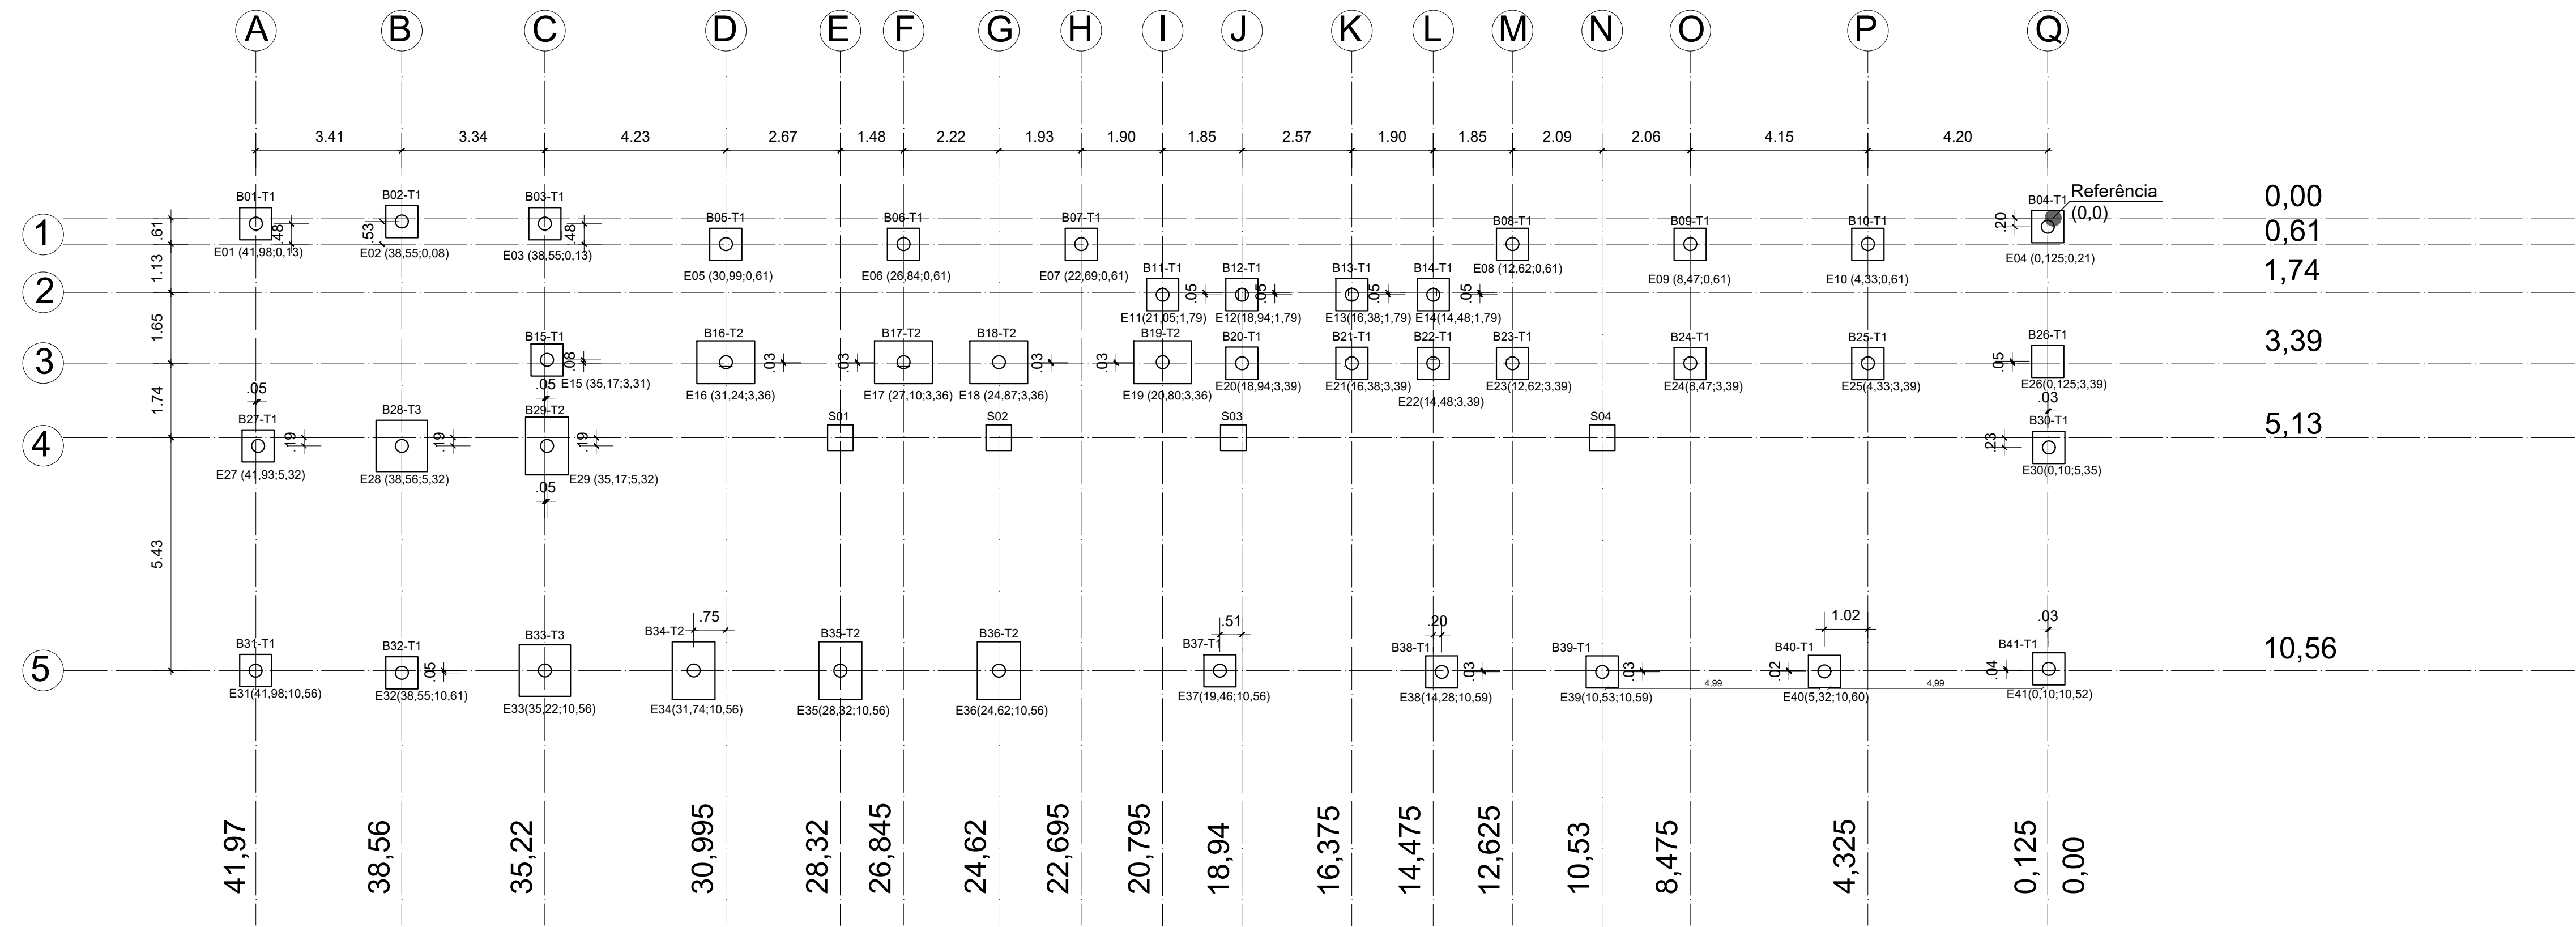 A B C D E F G H I J K L M N O P Q
3.41 3.34 4.23 2.67 1.48 2.22 1.93 1.90 1.85 2.57 1.90 1.85 2.09 2.06 4.15 4.20
Referência
(0,0)
0,00
B01-T1 B02-T1 B03-T1 B05-T1 B06-T1 B07-T1 B08-T1 B09-T1 B10-T1 B04-T1
1
.61 .48 .53 .48 .20
0,61
E01 (41,98;0,13) E02 (38,55;0,08) E03 (38,55;0,13) E05 (30,99;0,61) E06 (26,84;0,61) E07 (22,69;0,61) E08 (12,62;0,61) E09 (8,47;0,61) E10 (4,33;0,61) E04 (0,125;0,21)
1.13
B11-T1 B12-T1 B13-T1 B14-T1
2
.05 .05 .05 .05
1,74
E11(21,05;1,79) E12(18,94;1,79) E13(16,38;1,79) E14(14,48;1,79)
1.65
B15-T1 B16-T2 B17-T2 B18-T2 B19-T2 B20-T1 B21-T1 B22-T1 B23-T1 B24-T1 B25-T1 B26-T1
3
.08 .03 .03 .03 .03 .05
3,39
E15 (35,17;3,31) E16 (31,24;3,36) E17 (27,10;3,36) E18 (24,87;3,36) E19 (20,80;3,36) E20(18,94;3,39) E21(16,38;3,39) E22(14,48;3,39) E23(12,62;3,39) E24(8,47;3,39) E25(4,33;3,39) E26(0,125;3,39)
1.74
.05 .05 .03
B27-T1 B28-T3 B29-T2 S01 S02 S03 S04 B30-T1
4
.19 .19 .19 .23
5,13
E27 (41,93;5,32) E28 (38,56;5,32) E29 (35,17;5,32) E30(0,10;5,35)
.05
5.43
.75 .51 .20 1.02 .03
B31-T1 B32-T1 B33-T3 B34-T2 B35-T2 B36-T2 B37-T1 B38-T1 B39-T1 B40-T1 B41-T1
5
.05 .03 .03 .02 .04
10,56
4,99 4,99
E31(41,98;10,56) E32(38,55;10,61) E33(35,22;10,56) E34(31,74;10,56) E35(28,32;10,56) E36(24,62;10,56) E37(19,46;10,56) E38(14,28;10,59) E39(10,53;10,59) E40(5,32;10,60) E41(0,10;10,52)
41,97 38,56 35,22 30,995 28,32 26,845 24,62 22,695 20,795 18,94 16,375 14,475 12,625 10,53 8,475 4,325 0,125 0,00